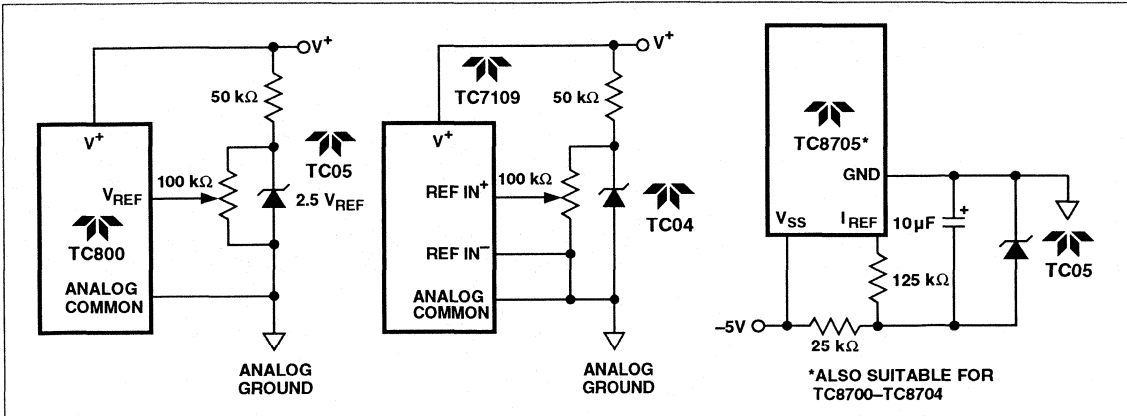 V+
50 kΩ
V+
TC05
100 kΩ
VREF
2.5 VREF
TC800
ANALOG
COMMON
ANALOG
GROUND
V+
TC7109
50 kΩ
V+
REF IN+
100 kΩ
TC04
REF IN–
ANALOG
COMMON
ANALOG
GROUND
TC8705*
GND
VSS
IREF
10 μF
+
TC05
125 kΩ
–5V
25 kΩ
*ALSO SUITABLE FOR
TC8700–TC8704